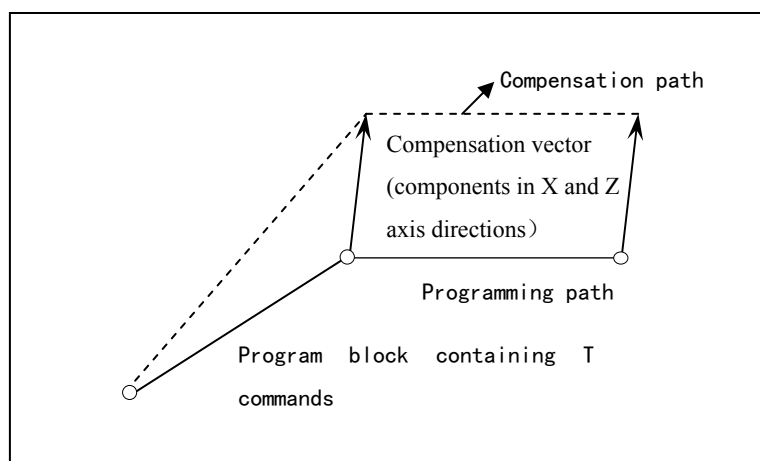 Compensation path
Compensation vector
(components in X and Z
axis directions）
Programming path
Program block containing T
commands